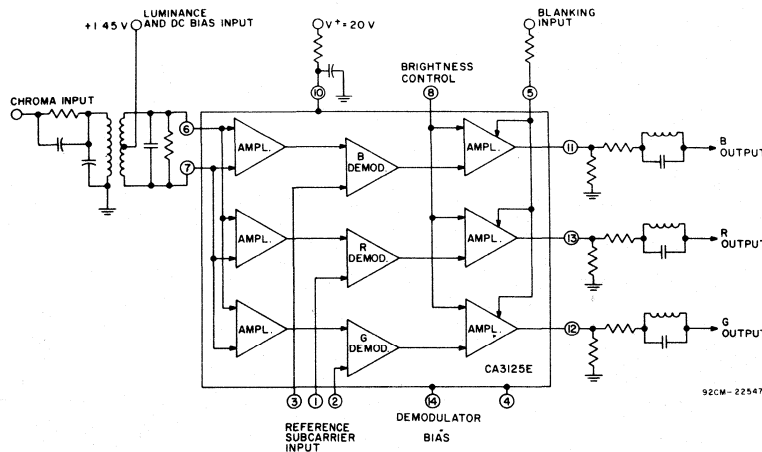 LUMINANCE
AND DC BIAS INPUT
+1 45 V
V+ = 20 V
BLANKING
INPUT
BRIGHTNESS
CONTROL
CHROMA INPUT
10
8
5
6
7
AMPL.
B
DEMOD.
AMPL.
11
B
OUTPUT
AMPL.
R
DEMOD.
AMPL.
13
R
OUTPUT
AMPL.
G
DEMOD.
AMPL.
12
G
OUTPUT
CA3125E
3
1
2
14
4
92CM-22547
REFERENCE
SUBCARRIER
INPUT
DEMODULATOR
BIAS